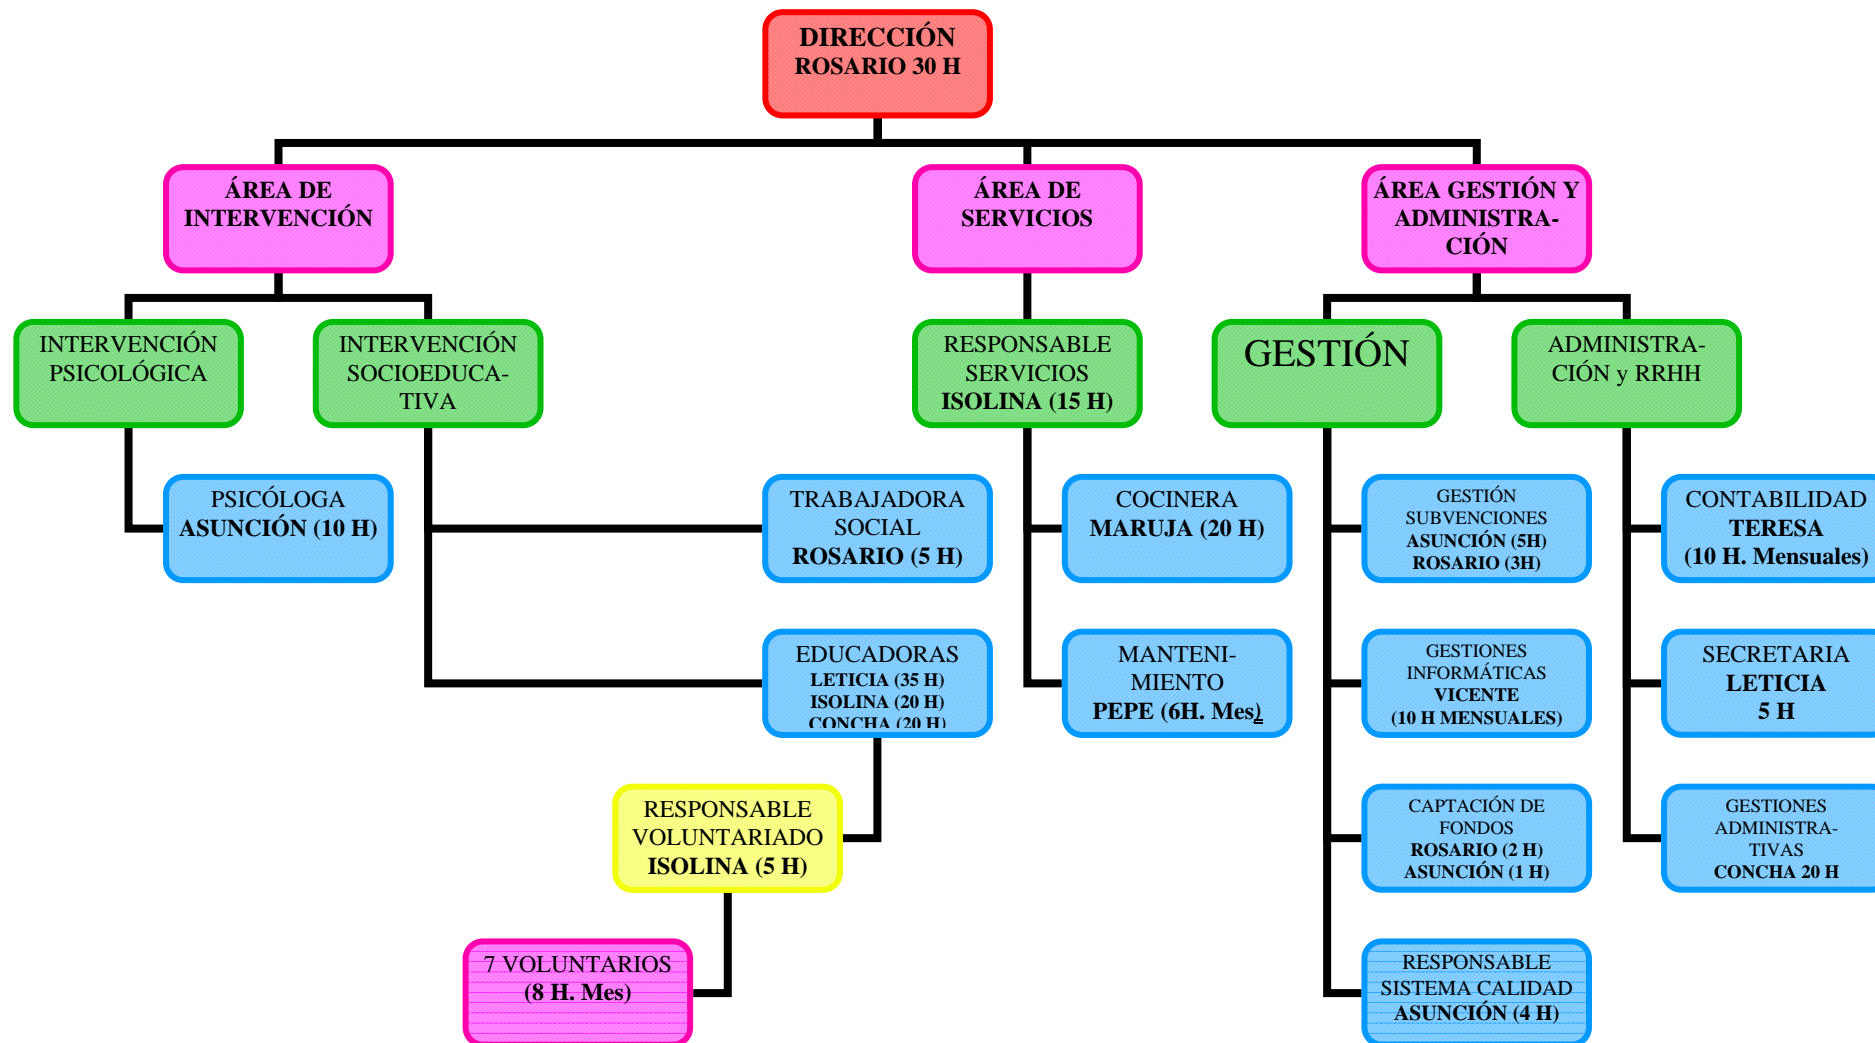 DIRECCIÓN
ROSARIO 30 H
ÁREA DE
INTERVENCIÓN
ÁREA DE
SERVICIOS
ÁREA GESTIÓN Y
ADMINISTRA-
CIÓN
INTERVENCIÓN
PSICOLÓGICA
INTERVENCIÓN
SOCIOEDUCA-
TIVA
RESPONSABLE
SERVICIOS
ISOLINA (15 H)
GESTIÓN
ADMINISTRA-
CIÓN y RRHH
PSICÓLOGA
ASUNCIÓN (10 H)
TRABAJADORA
SOCIAL
ROSARIO (5 H)
COCINERA
MARUJA (20 H)
GESTIÓN
SUBVENCIONES
ASUNCIÓN (5H)
ROSARIO (3H)
CONTABILIDAD
TERESA
(10 H. Mensuales)
EDUCADORAS
LETICIA (35 H)
ISOLINA (20 H)
CONCHA (20 H)
MANTENI-
MIENTO
PEPE (6H. Mes)
GESTIONES
INFORMÁTICAS
VICENTE
(10 H MENSUALES)
SECRETARIA
LETICIA
5 H
RESPONSABLE
VOLUNTARIADO
ISOLINA (5 H)
CAPTACIÓN DE
FONDOS
ROSARIO (2 H)
ASUNCIÓN (1 H)
GESTIONES
ADMINISTRA-
TIVAS
CONCHA 20 H
7 VOLUNTARIOS
(8 H. Mes)
RESPONSABLE
SISTEMA CALIDAD
ASUNCIÓN (4 H)